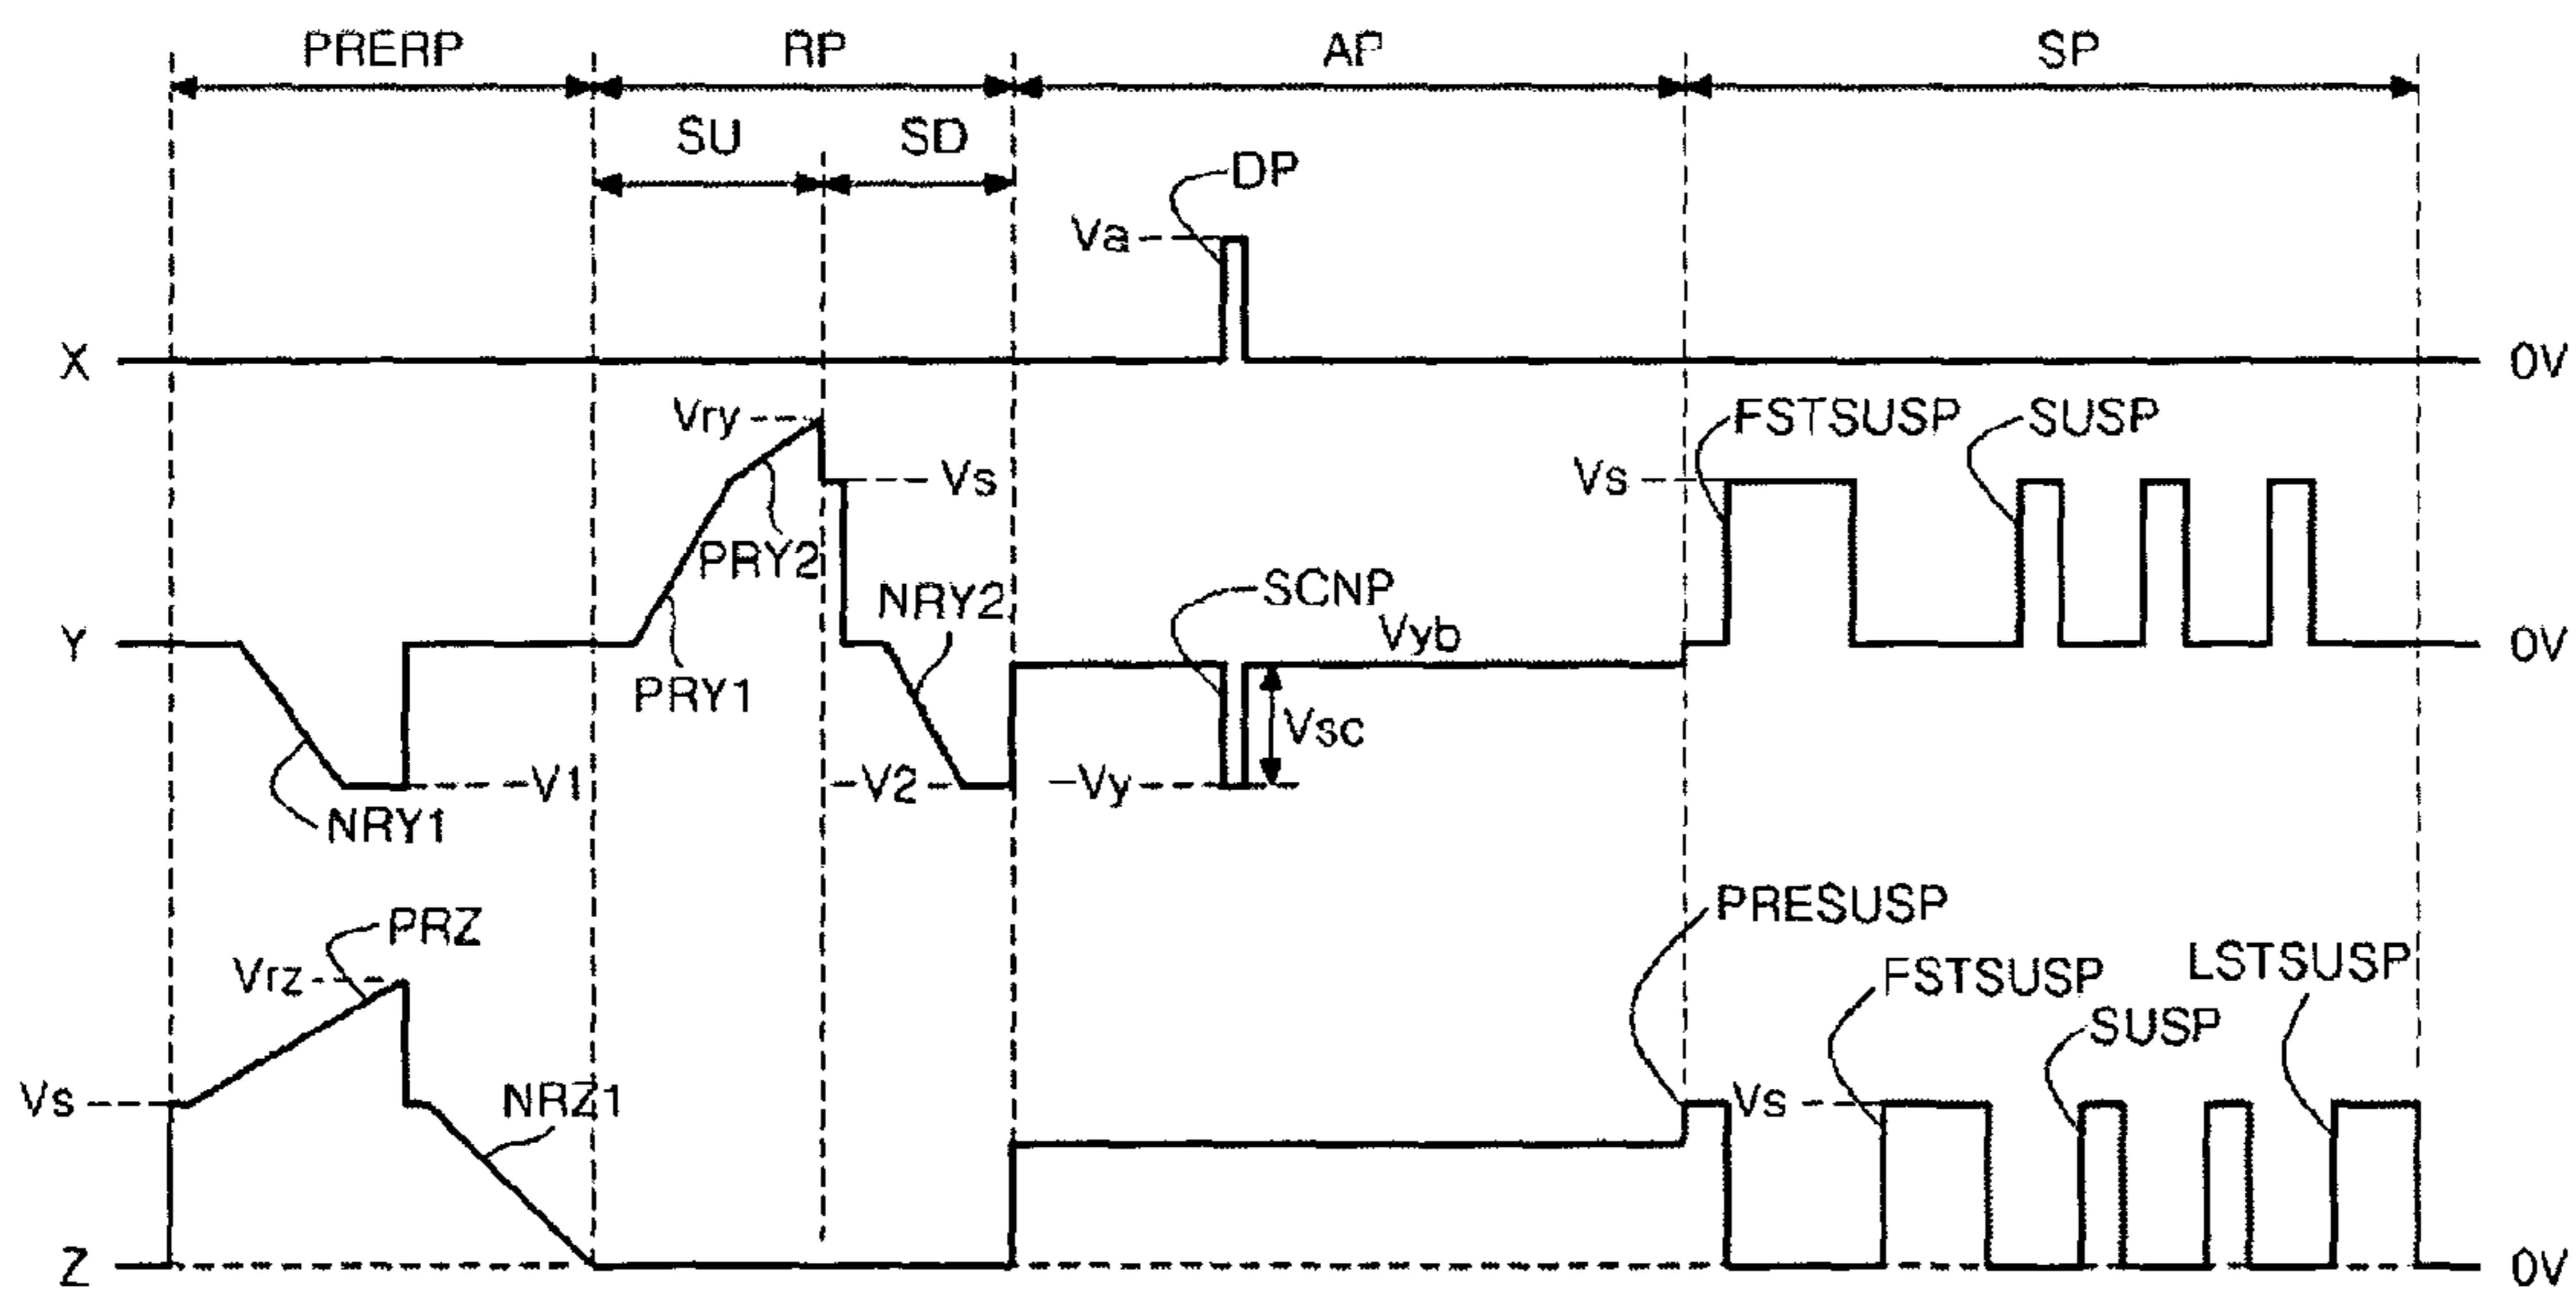 PRERP RP AP SP
SU SD
DP
Va
X 0V
Vry FSTSUSP SUSP
Vs Vs
PRY2 NRY2 SCNP
Y Vyb 0V
PRY1
Vsc
-V1 -V2 -Vy
NRY1
PRESUSP
PRZ
Vrz FSTSUSP LSTSUSP
SUSP
Vs NRZ1 Vs
Z 0V